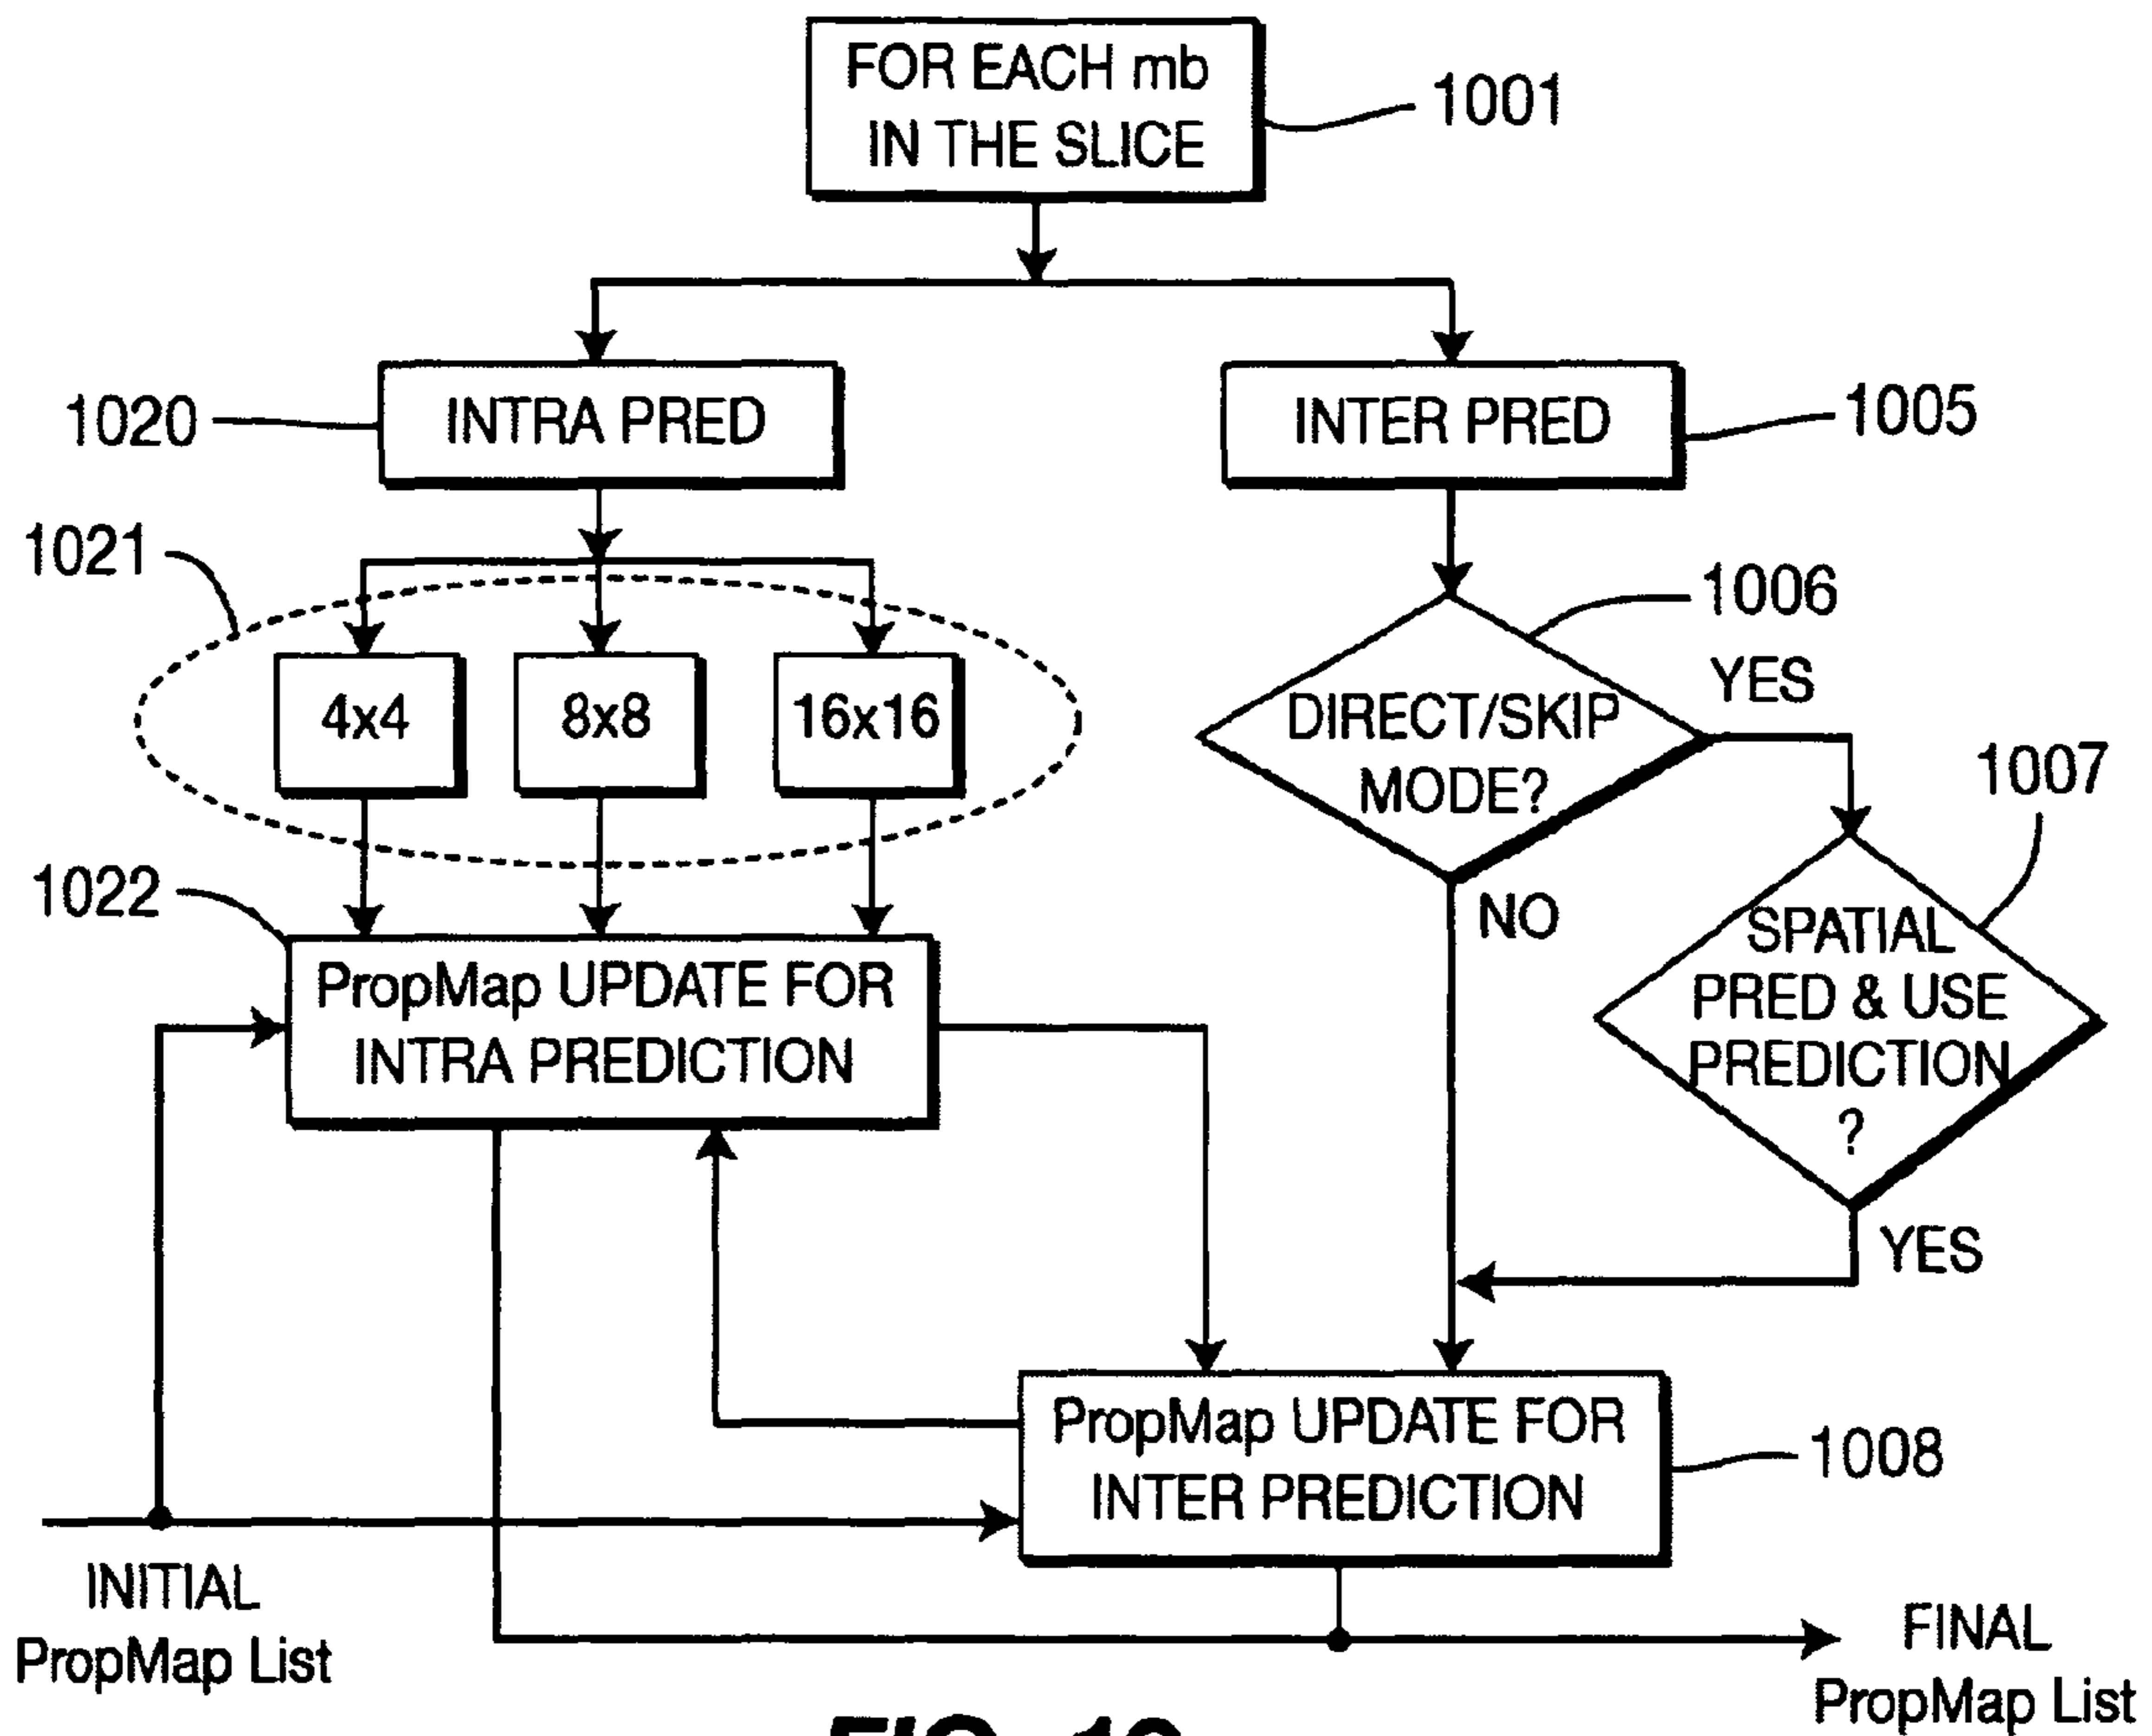 FOR EACH mb
IN THE SLICE
1001
INTRA PRED
1020
INTER PRED
1005
1021
4x4
8x8
16x16
1006
DIRECT/SKIP
MODE?
YES
NO
1007
SPATIAL
PRED & USE
PREDICTION
?
YES
1022
PropMap UPDATE FOR
INTRA PREDICTION
PropMap UPDATE FOR
INTER PREDICTION
1008
INITIAL
PropMap List
FINAL
PropMap List